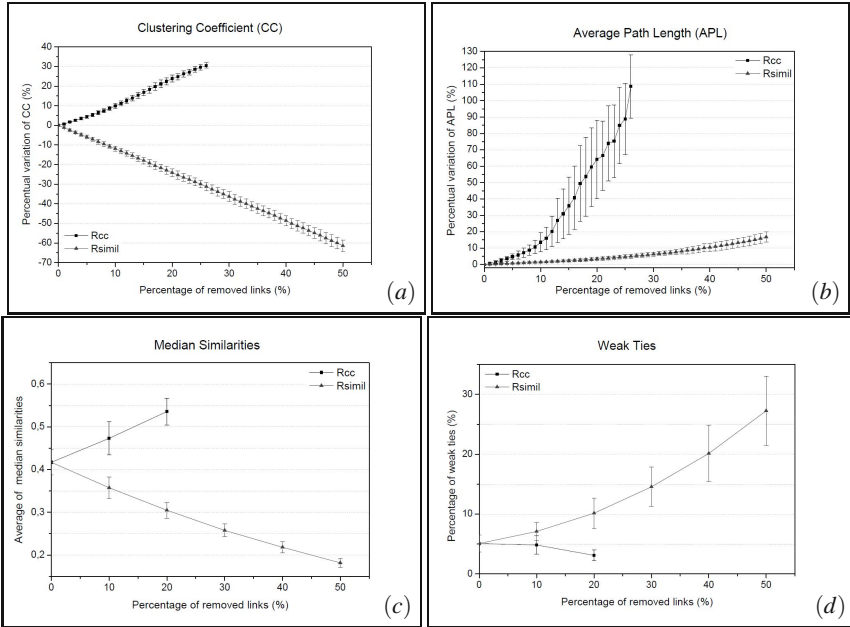 Clustering Coefficient (CC)
Percentual variation of CC (%)
40
30
20
10
0
-10
-20
-30
-40
-50
-60
-70
Rcc
Rsimil
0 10 20 30 40 50
Percentage of removed links (%)
(a)
Average Path Length (APL)
Percentual variation of APL (%)
130
120
110
100
90
80
70
60
50
40
30
20
10
0
Rcc
Rsimil
0 10 20 30 40 50
Percentage of removed links (%)
(b)
Median Similarities
Average of median similarities
0,6
0,5
0,4
0,3
0,2
Rcc
Rsimil
0 10 20 30 40 50
Percentage of removed links (%)
(c)
Weak Ties
Percentage of weak ties (%)
30
20
10
0
Rcc
Rsimil
0 10 20 30 40 50
Percentage of removed links (%)
(d)